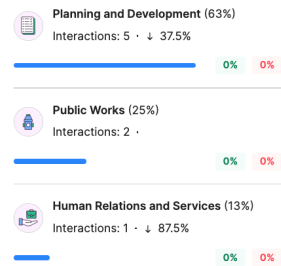 Planning and Development (63%)
Interactions: 5 · ↓ 37.5%
0% 0%
Public Works (25%)
Interactions: 2 ·
0% 0%
Human Relations and Services (13%)
Interactions: 1 · ↓ 87.5%
0% 0%